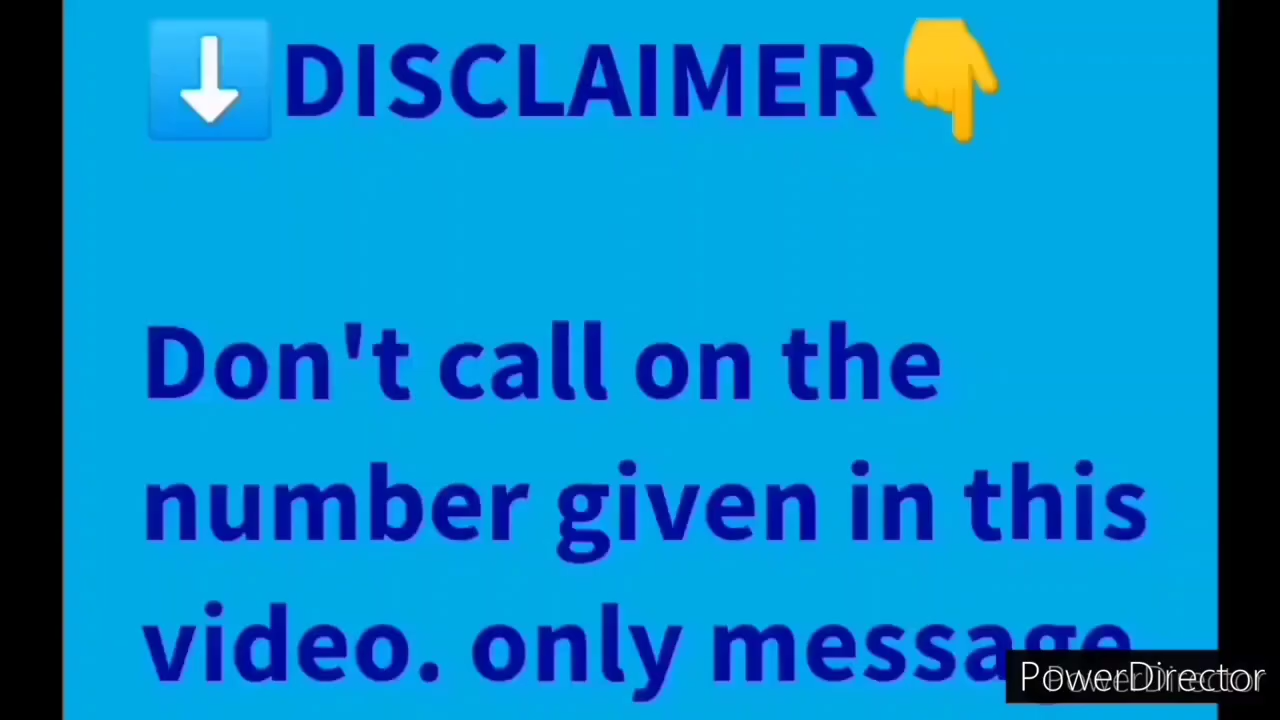 ⬇️DISCLAIMER👇
Don't call on the
number given in this
video. only message
PowerDirector